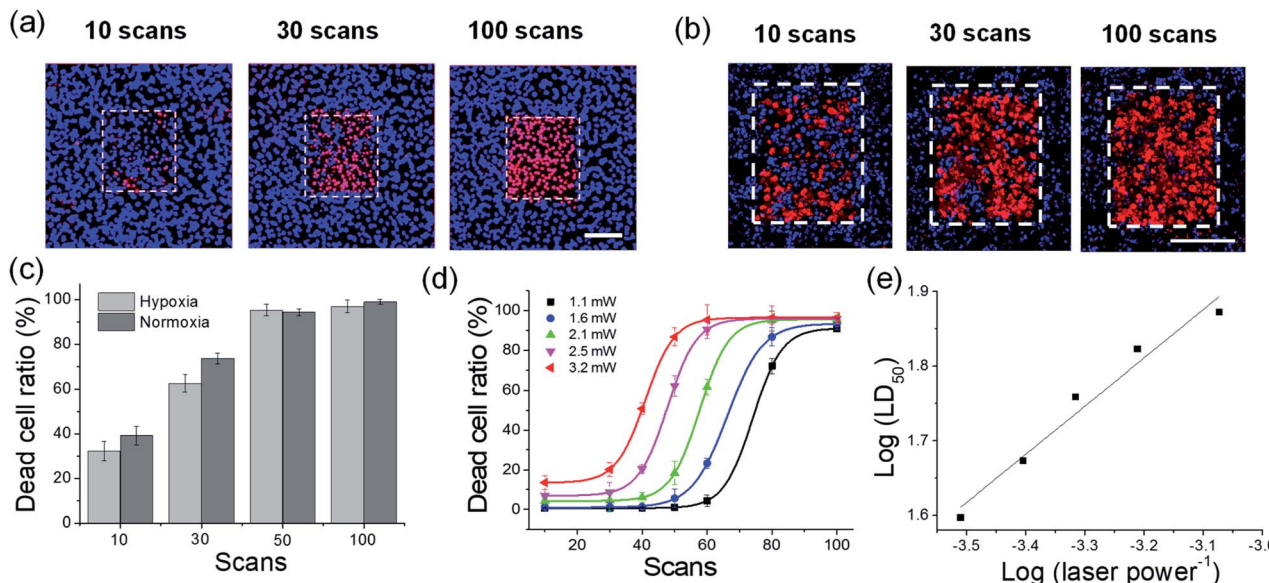 (a)
10 scans 30 scans 100 scans
(b)
10 scans 30 scans 100 scans
(c)
Dead cell ratio (%)
100
80
60
40
20
0
Hypoxia
Normoxia
10 30 50 100
Scans
(d)
Dead cell ratio (%)
100
80
60
40
20
0
1.1 mW
1.6 mW
2.1 mW
2.5 mW
3.2 mW
20 40 60 80 100
Scans
(e)
Log (LD₅₀)
1.9
1.8
1.7
1.6
-3.5 -3.4 -3.3 -3.2 -3.1 -3.0
Log (laser power⁻¹)